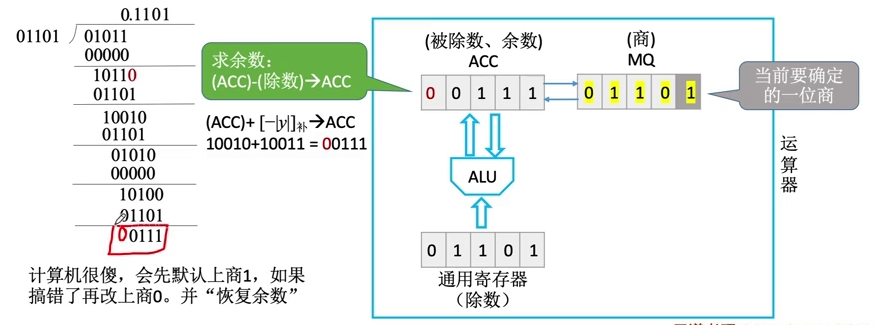 0.1101
01101
01011
00000
10110
01101
10010
01101
01010
00000
10100
01101
00111
计算机很傻，会先默认上商1，如果
搞错了再改上商0。并“恢复余数”
求余数：
(ACC)-(除数)→ACC
(ACC)+ [−|y|]补→ACC
10010+10011 = 00111
(被除数、余数)
ACC
0 0 1 1 1
(商)
MQ
0 1 1 0 1
当前要确定
的一位商
ALU
0 1 1 0 1
通用寄存器
（除数）
运算器